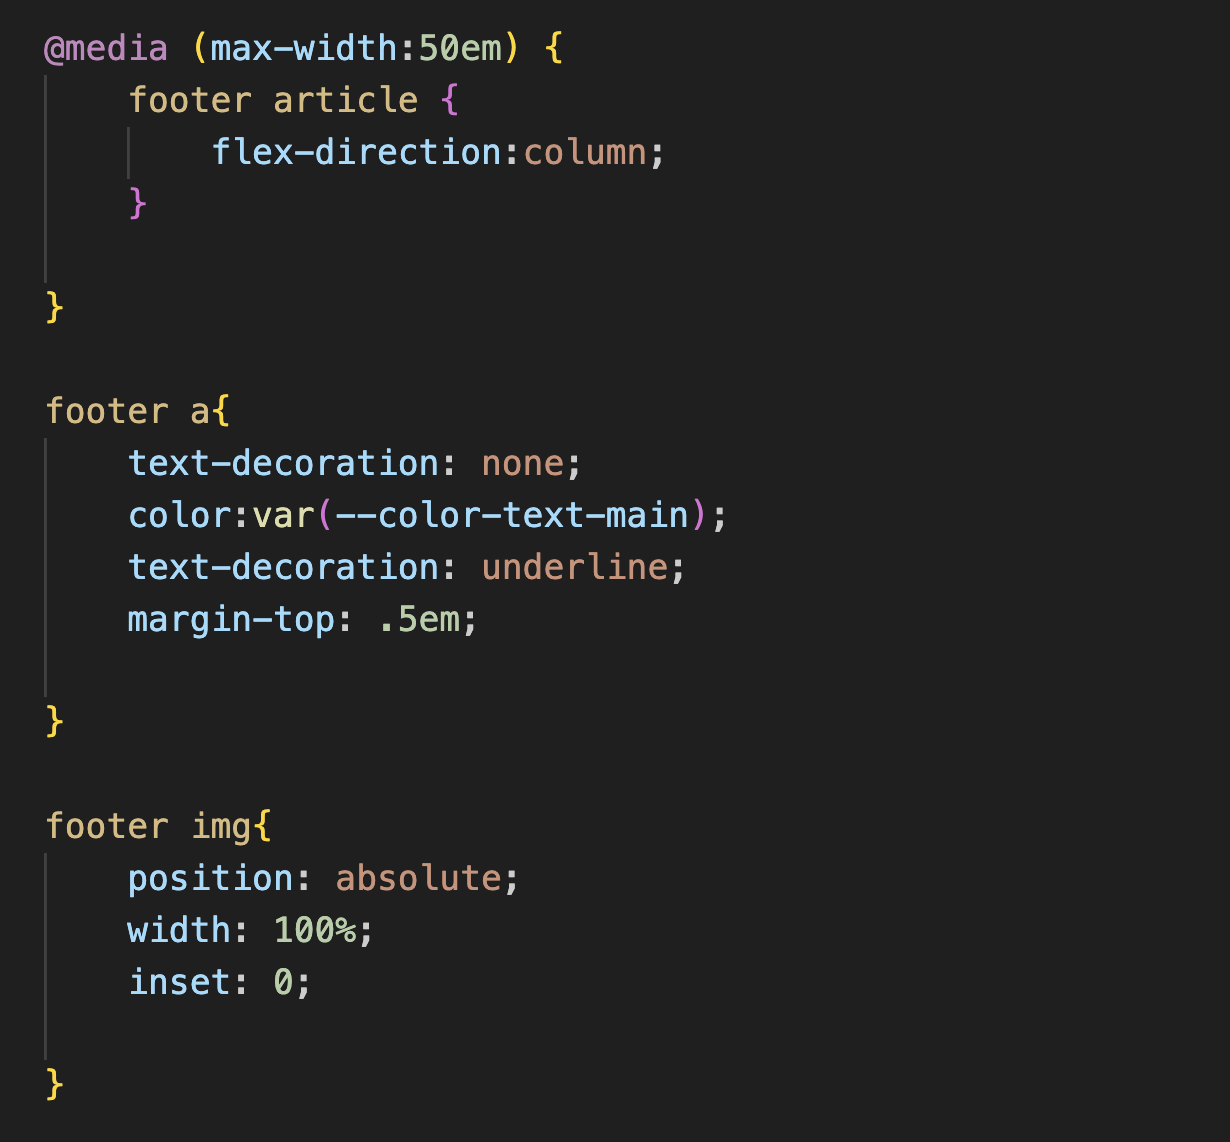 @media (max-width:50em) {
    footer article {
        flex-direction:column;
    }

}

footer a{
    text-decoration: none;
    color:var(--color-text-main);
    text-decoration: underline;
    margin-top: .5em;

}

footer img{
    position: absolute;
    width: 100%;
    inset: 0;

}